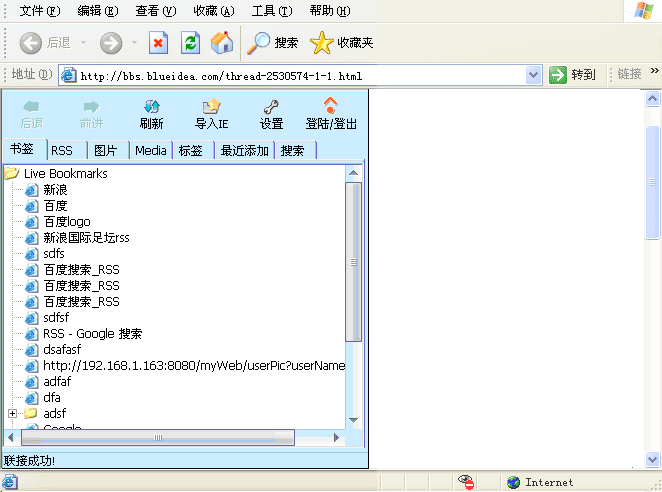 文件(F) 编辑(E) 查看(V) 收藏(A) 工具(T) 帮助(H)
后退 搜索 收藏夹
地址(D) http://bbs.blueidea.com/thread-2530574-1-1.html 转到 链接 »
后退 前进 刷新 导入IE 设置 登陆/登出
书签 RSS 图片 Media 标签 最近添加 搜索
Live Bookmarks
新浪
百度
百度logo
新浪国际足坛rss
sdfs
百度搜索_RSS
百度搜索_RSS
百度搜索_RSS
sdfsf
RSS - Google 搜索
dsafasf
http://192.168.1.163:8080/myWeb/userPic?userName
adfaf
dfa
adsf
Google
联接成功!
Internet